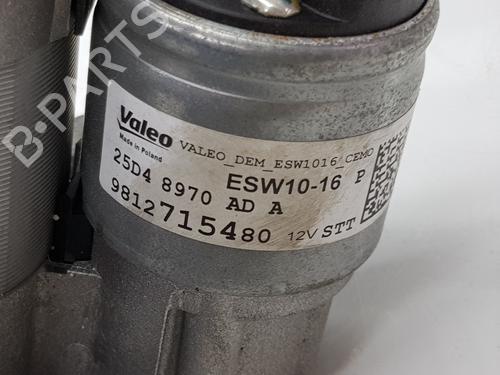 B-PARTS
Valeo VALEO_DEM_ESW1016_CEMO
Made in Poland
ESW10-16 P
25D4 8970 AD A
9812715480 12V STT